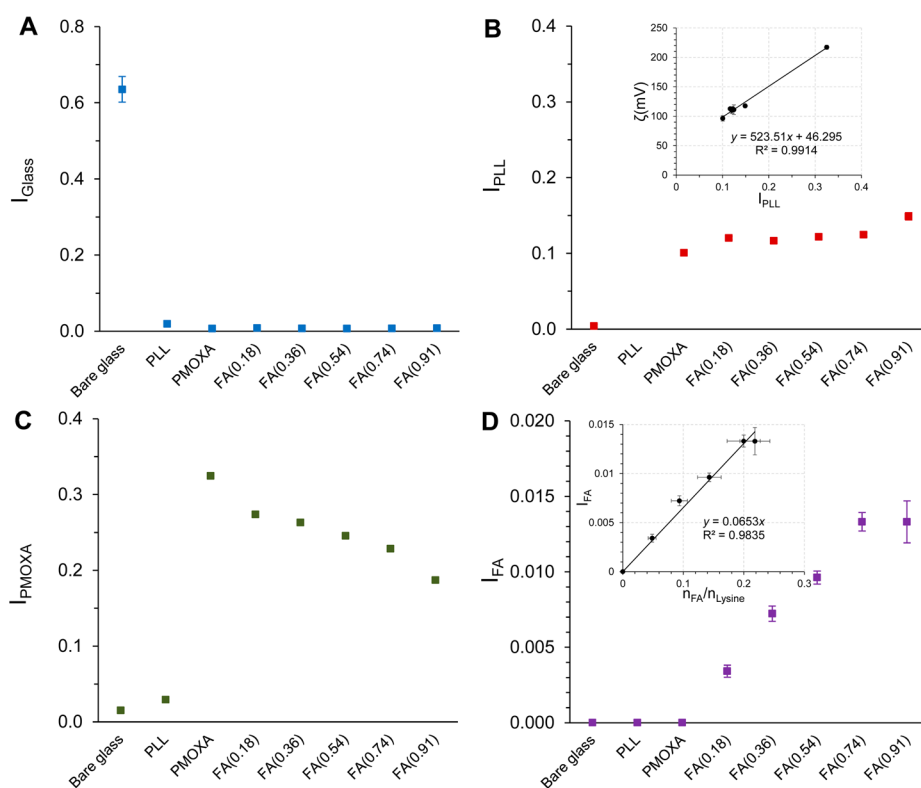 A
I_Glass
0.8
0.6
0.4
0.2
0.0
Bare glass
PLL
PMOXA
FA(0.18)
FA(0.36)
FA(0.54)
FA(0.74)
FA(0.91)
B
I_PLL
0.4
0.3
0.2
0.1
0.0
Bare glass
PLL
PMOXA
FA(0.18)
FA(0.36)
FA(0.54)
FA(0.74)
FA(0.91)
ζ(mV)
250
200
150
100
50
0
0 0.1 0.2 0.3 0.4
I_PLL
y = 523.51x + 46.295
R² = 0.9914
C
I_PMOXA
0.4
0.3
0.2
0.1
0.0
Bare glass
PLL
PMOXA
FA(0.18)
FA(0.36)
FA(0.54)
FA(0.74)
FA(0.91)
D
I_FA
0.020
0.015
0.010
0.005
0.000
Bare glass
PLL
PMOXA
FA(0.18)
FA(0.36)
FA(0.54)
FA(0.74)
FA(0.91)
I_FA
0.015
0.01
0.005
0
0 0.1 0.2 0.3
n_FA/n_Lysine
y = 0.0653x
R² = 0.9835